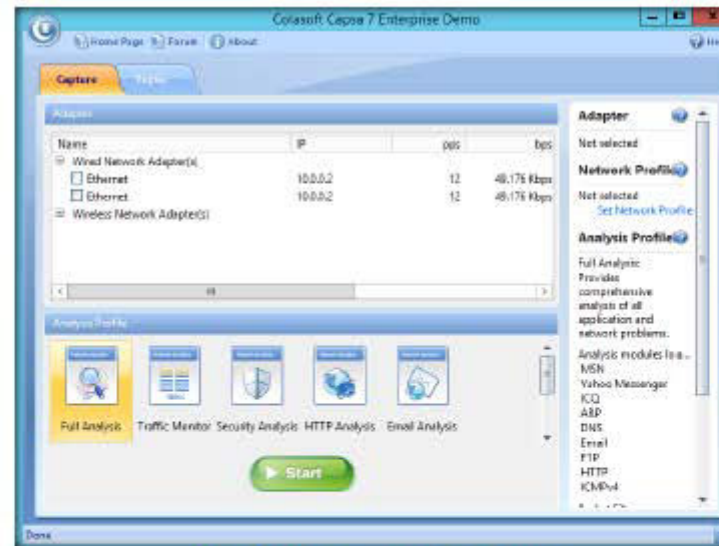 Colasoft Capsa 7 Enterprise Demo
Home Page Forum About
Capture
Adapter
Name IP pps bps
Wired Network Adapter(s)
Ethernet 10.0.0.2 12 49.176 Kbps
Ethernet 10.0.0.2 12 49.176 Kbps
Wireless Network Adapter(s)
Analysis Profile
Full Analysis Traffic Monitor Security Analysis HTTP Analysis Email Analysis
Start
Adapter
Not selected
Network Profile
Not selected
Set Network Profile
Analysis Profile
Full Analysis
Provides
comprehensive
analysis of all
application and
network problems.
Analysis modules
MSN
Yahoo Messenger
ICQ
ARP
DNS
Email
FTP
HTTP
ICMPv4
Done